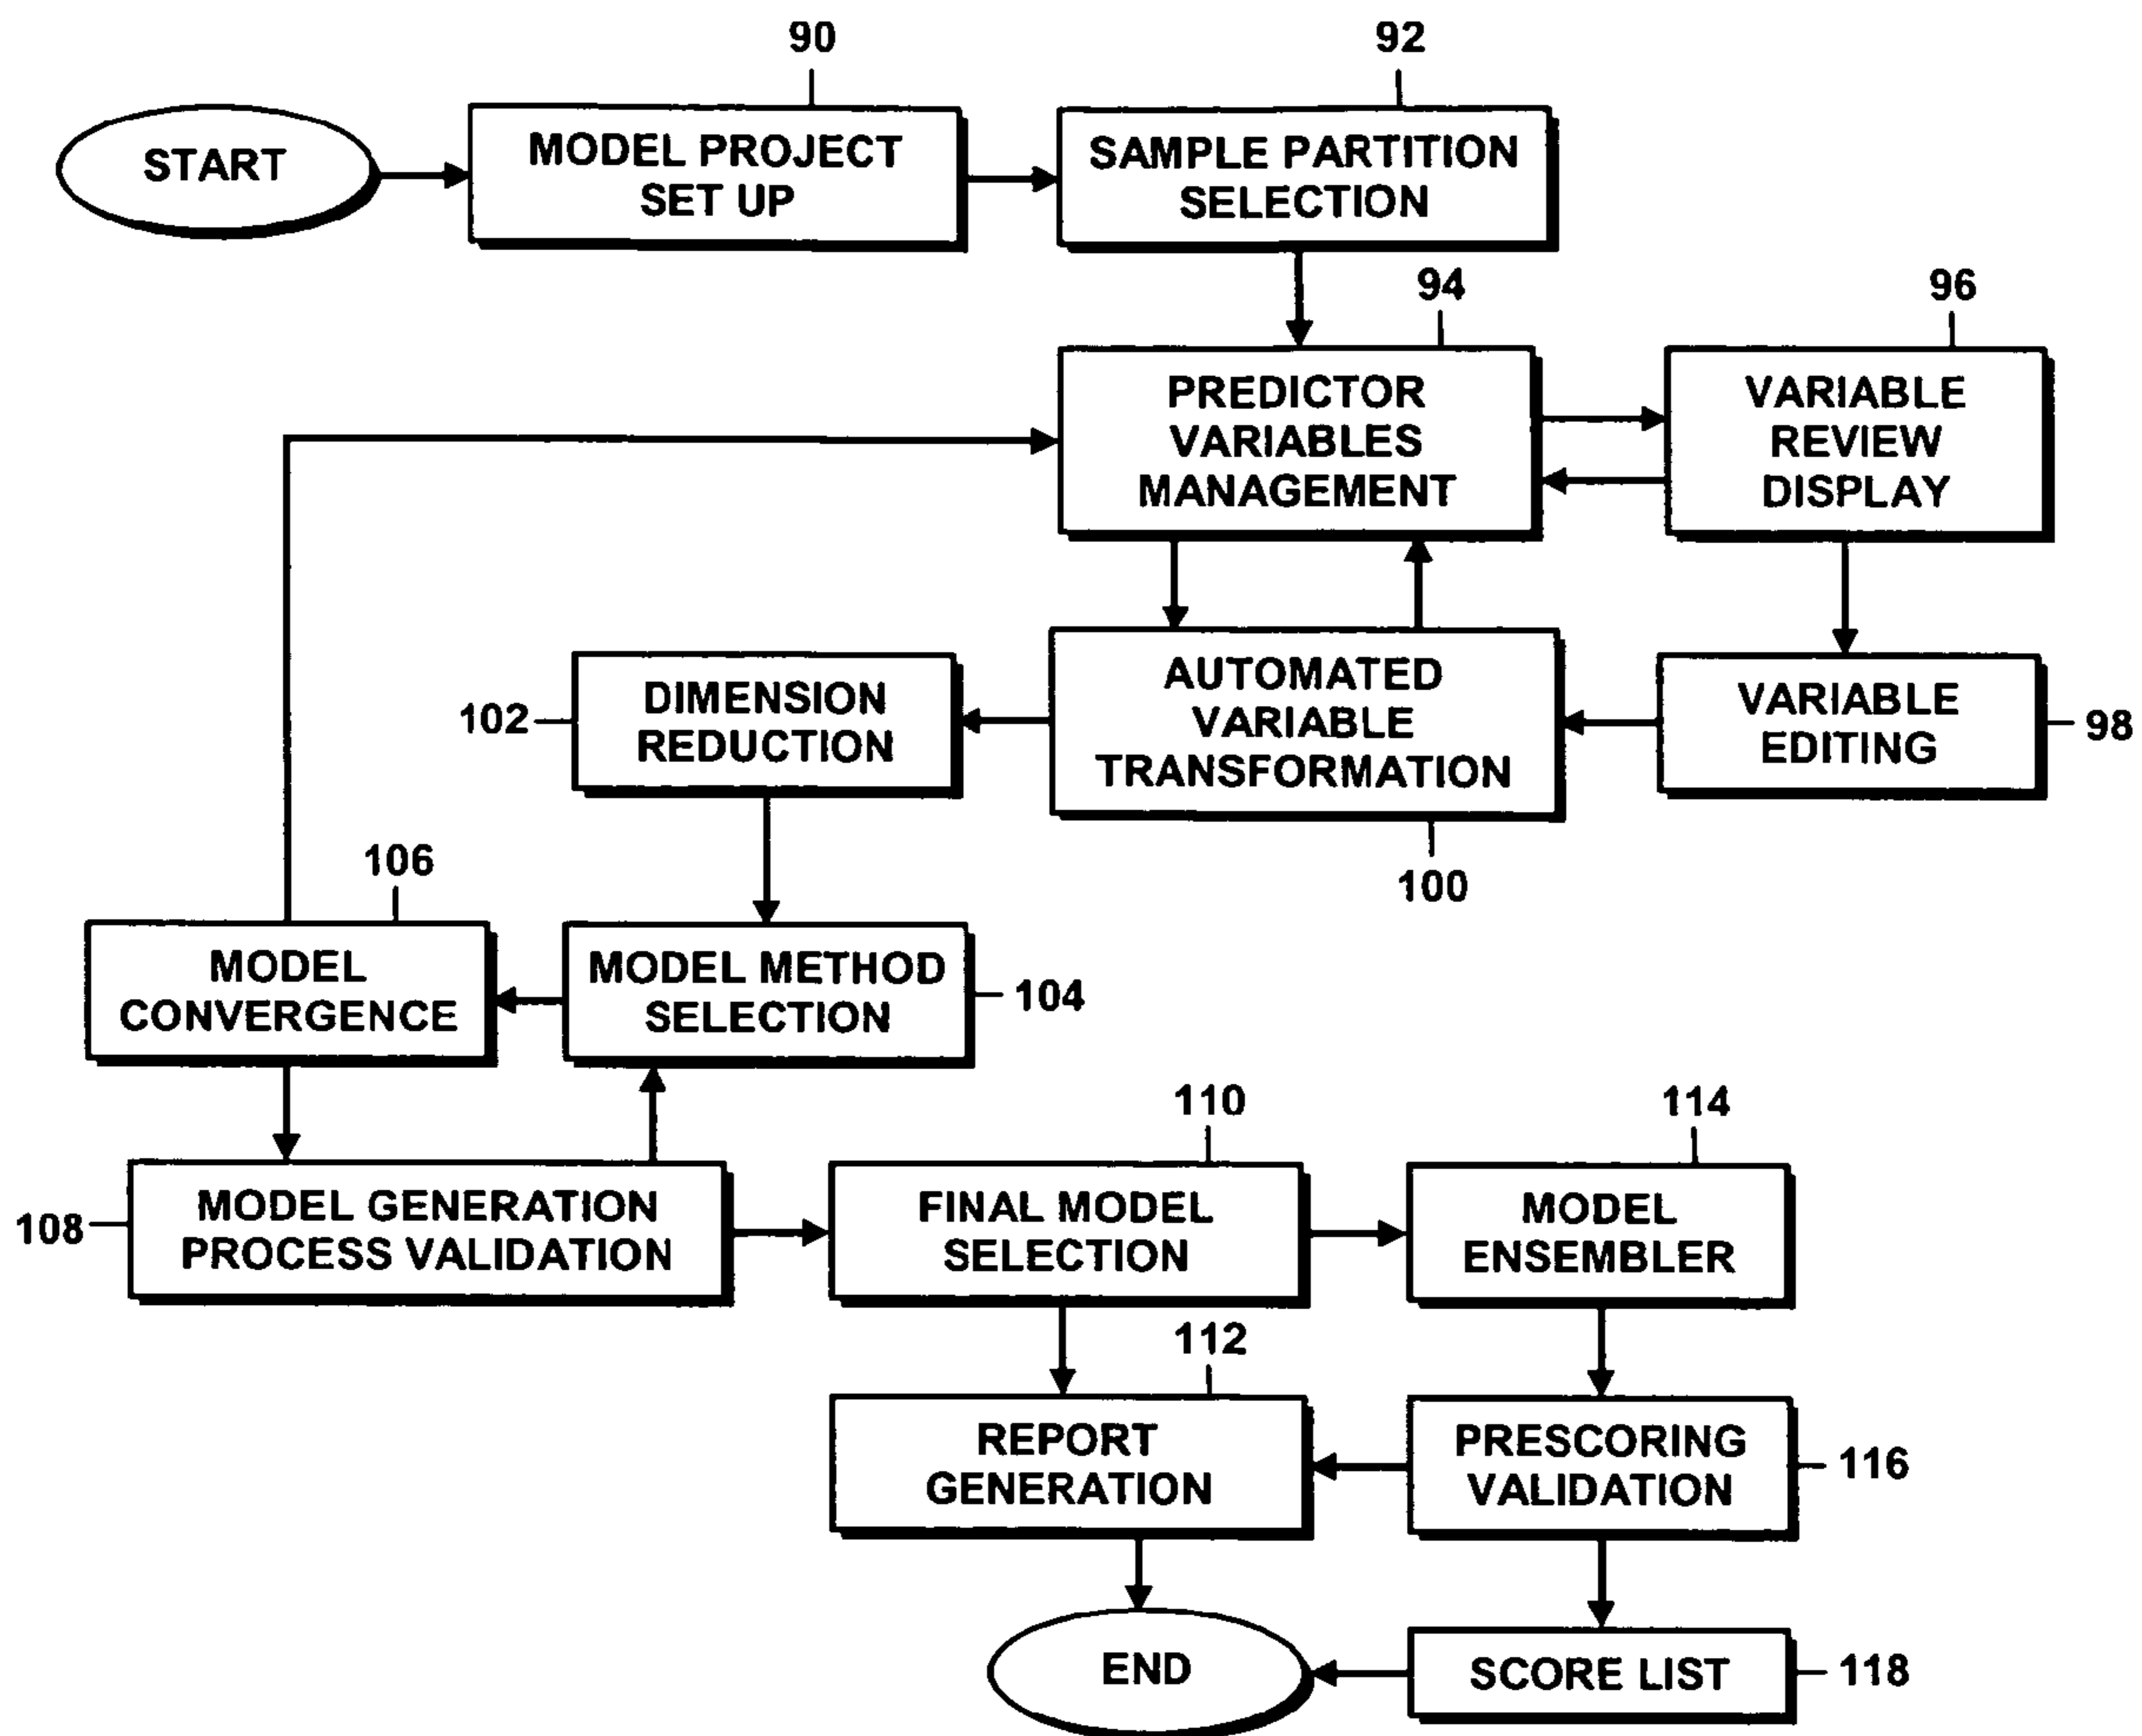 90
92
START
MODEL PROJECT
SET UP
SAMPLE PARTITION
SELECTION
94
96
PREDICTOR
VARIABLES
MANAGEMENT
VARIABLE
REVIEW
DISPLAY
102
DIMENSION
REDUCTION
AUTOMATED
VARIABLE
TRANSFORMATION
VARIABLE
EDITING
98
100
106
MODEL
CONVERGENCE
MODEL METHOD
SELECTION
104
110
114
108
MODEL GENERATION
PROCESS VALIDATION
FINAL MODEL
SELECTION
MODEL
ENSEMBLER
112
REPORT
GENERATION
PRESCORING
VALIDATION
116
END
SCORE LIST
118